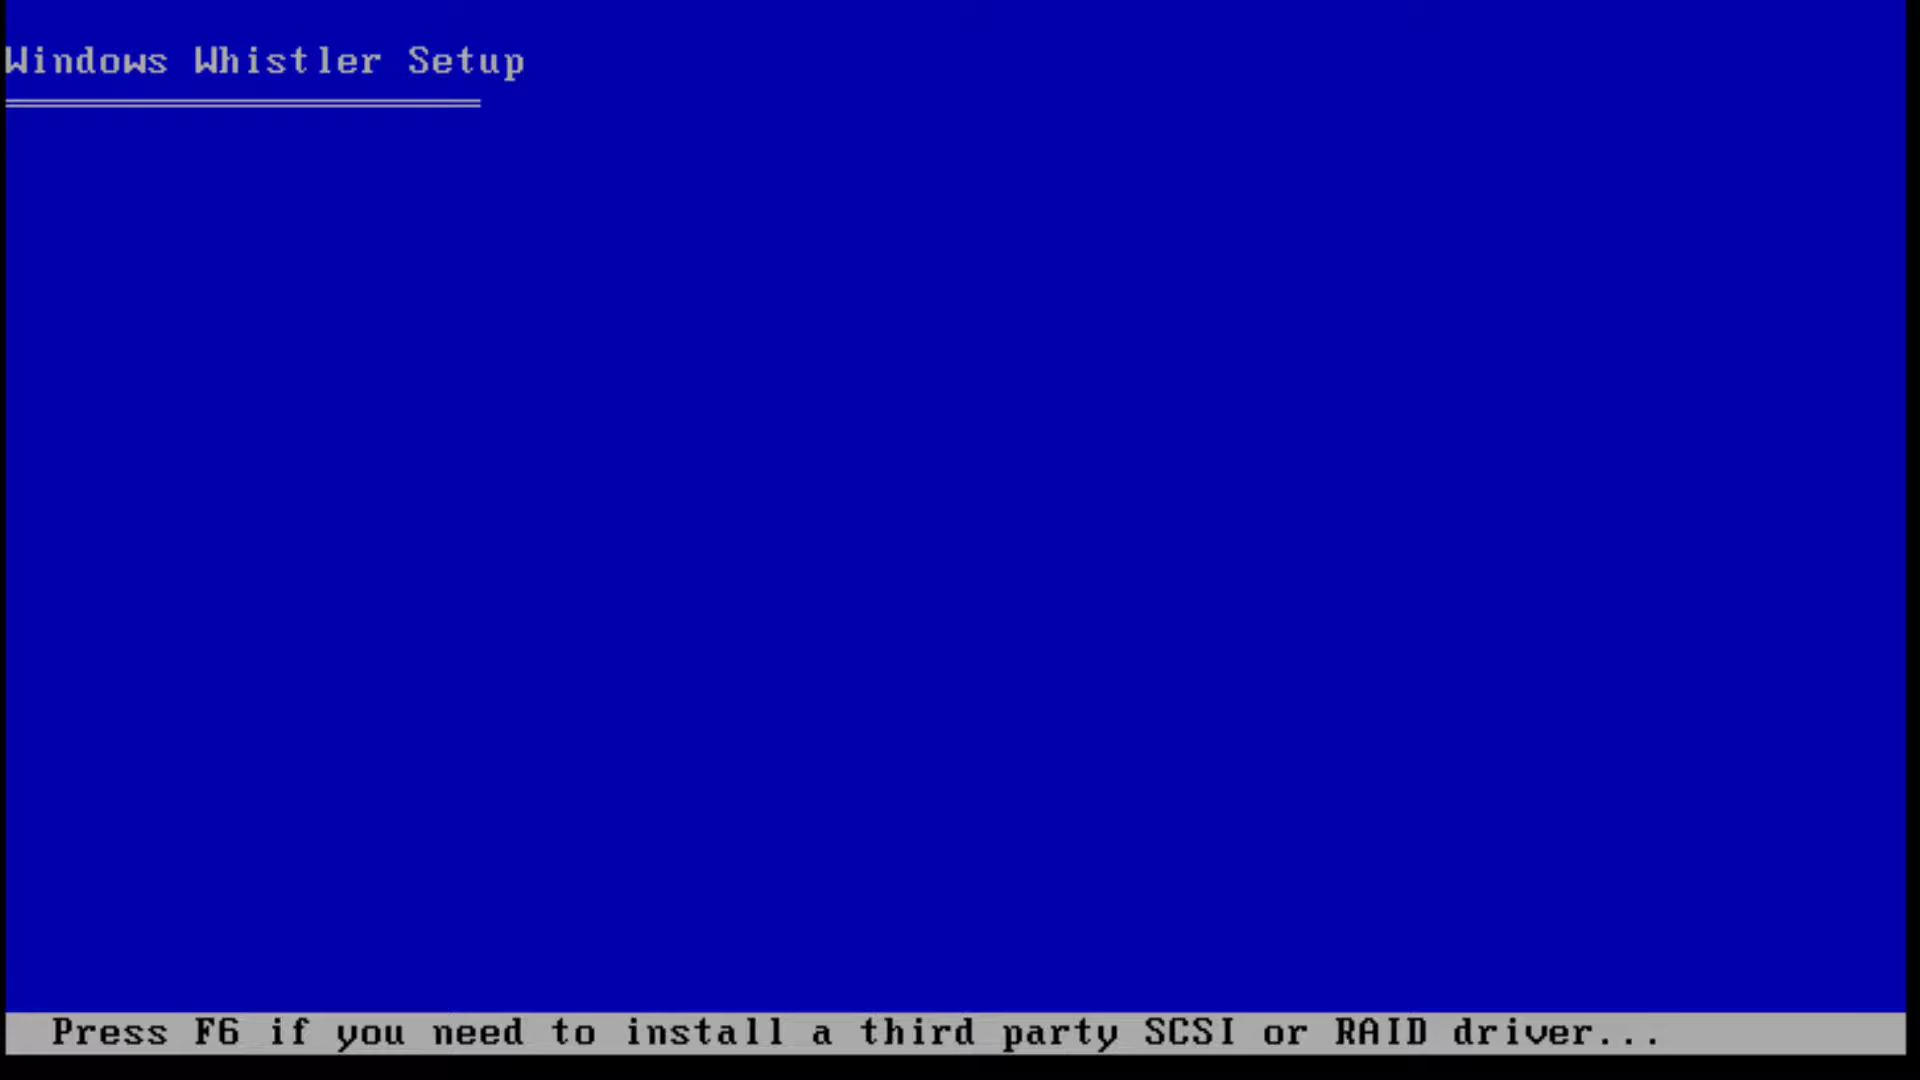 Windows Whistler Setup
Press F6 if you need to install a third party SCSI or RAID driver...